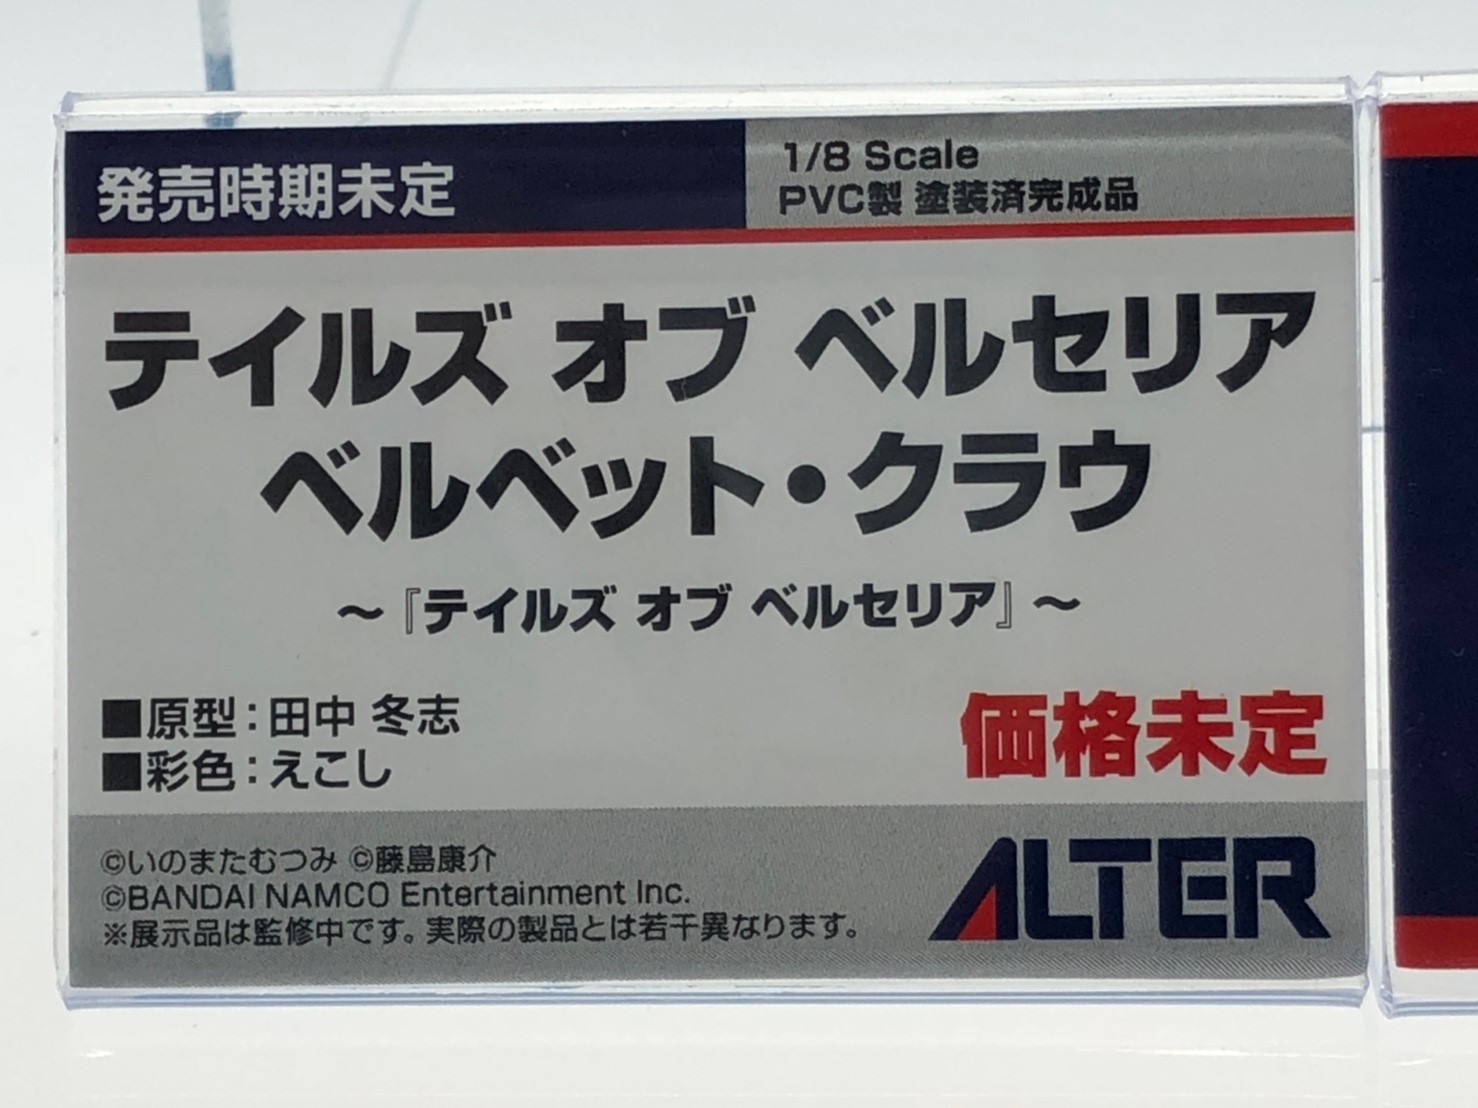 発売時期未定
1/8 Scale
PVC製 塗装済完成品
テイルズ オブ ベルセリア
ベルベット・クラウ
～『テイルズ オブ ベルセリア』～
■原型：田中 冬志
■彩色：えこし
価格未定
©いのまたむつみ ©藤島康介
©BANDAI NAMCO Entertainment Inc.
※展示品は監修中です。実際の製品とは若干異なります。
ALTER